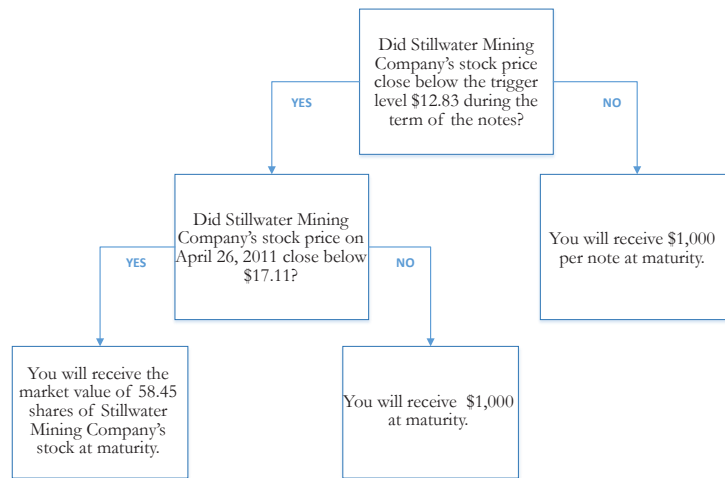 Did Stillwater Mining
Company's stock price
close below the trigger
level $12.83 during the
term of the notes?
YES
NO
Did Stillwater Mining
Company's stock price on
April 26, 2011 close below
$17.11?
You will receive $1,000
per note at maturity.
YES
NO
You will receive the
market value of 58.45
shares of Stillwater
Mining Company's
stock at maturity.
You will receive $1,000
at maturity.